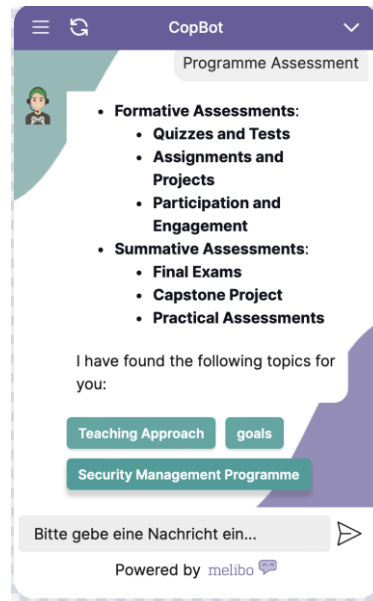 CopBot
Programme Assessment
• Formative Assessments:
• Quizzes and Tests
• Assignments and
Projects
• Participation and
Engagement
• Summative Assessments:
• Final Exams
• Capstone Project
• Practical Assessments
I have found the following topics for
you:
Teaching Approach
goals
Security Management Programme
Bitte gebe eine Nachricht ein...
Powered by melibo